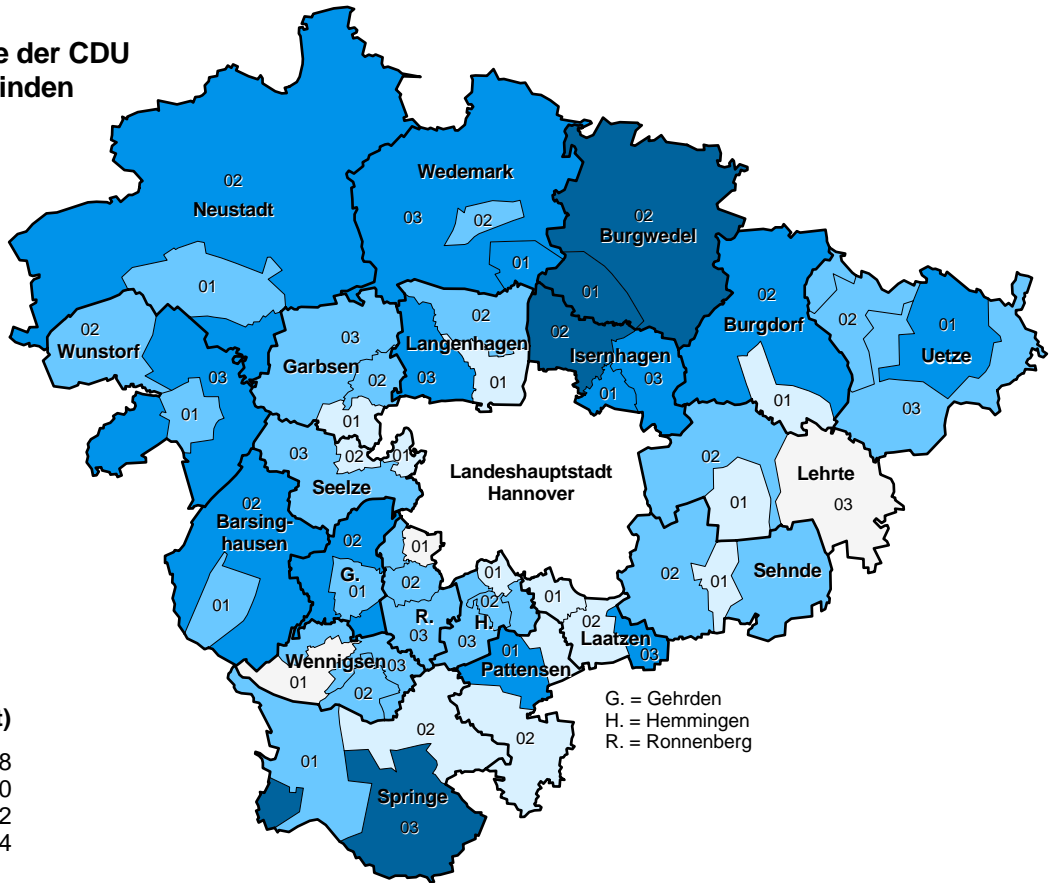 e der CDU
inden
02
Neustadt
01
Wedemark
03
02
01
02
Burgwedel
01
02
Wunstorf
03
01
03
Garbsen
02
01
02
Langenhagen
03
01
02
Isernhagen
03
01
02
Burgdorf
01
02
01
Uetze
03
03
02
01
Seelze
Landeshauptstadt
Hannover
02
01
Lehrte
03
02
Barsing-
hausen
01
02
G.
01
01
02
R.
03
01
02
H.
03
01
02
Laatzen
03
02
01
Sehnde
Wennigsen
03
01
02
01
Pattensen
02
G. = Gehrden
H. = Hemmingen
R. = Ronnenberg
01
02
Springe
03
t)
8
0
2
4